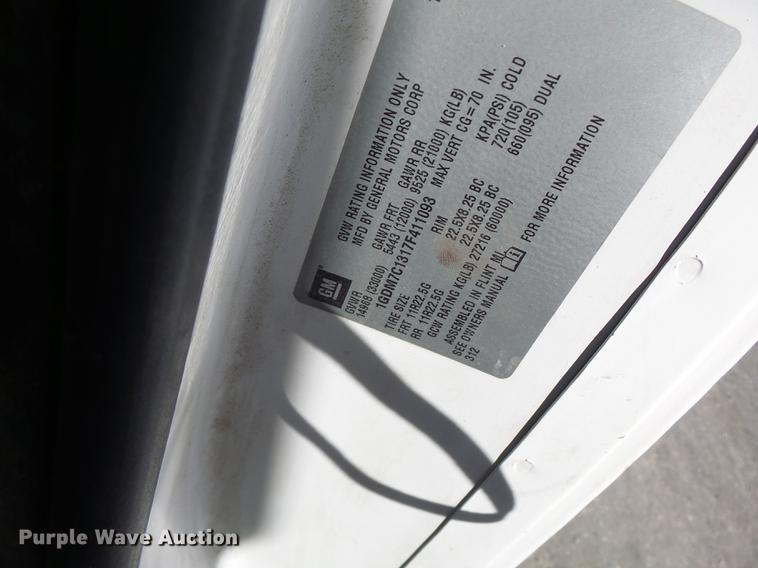 GM
GVW RATING INFORMATION ONLY
MFD BY GENERAL MOTORS CORP
GVWR GAWR FRT GAWR RR
14968 (33000) 5443 (12000) 9525 (21000) KG(LB)
1GDM7C1317F411093 MAX VERT CG = 70 IN.
TIRE SIZE RIM KPA(PSI) COLD
FRT 11R22.5G 22.5X8.25 BC 720(105)
RR 11R22.5G 22.5X8.25 BC 660(095) DUAL
GCW RATING KG(LB) 27216 (60000)
ASSEMBLED IN FLINT MI.
SEE OWNERS MANUAL FOR MORE INFORMATION
312
Purple Wave Auction